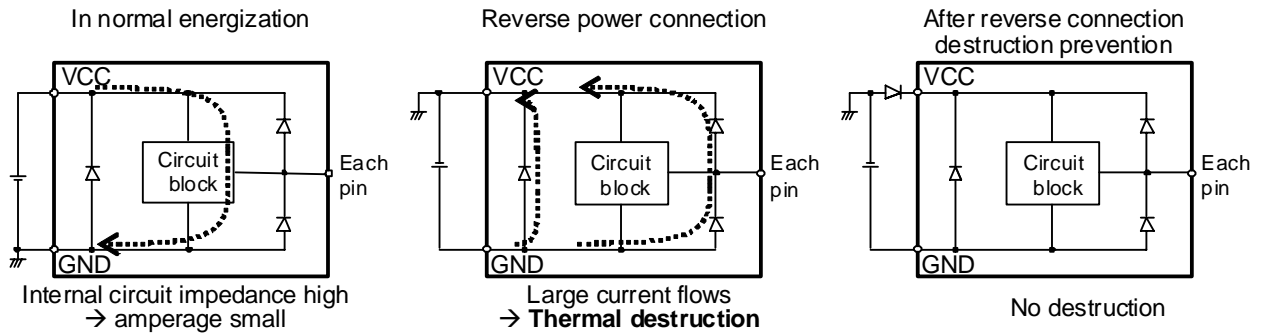 In normal energization
VCC
Circuit
block
Each
pin
GND
Internal circuit impedance high
→ amperage small
Reverse power connection
VCC
Circuit
block
Each
pin
GND
Large current flows
→ Thermal destruction
After reverse connection
destruction prevention
VCC
Circuit
block
Each
pin
GND
No destruction